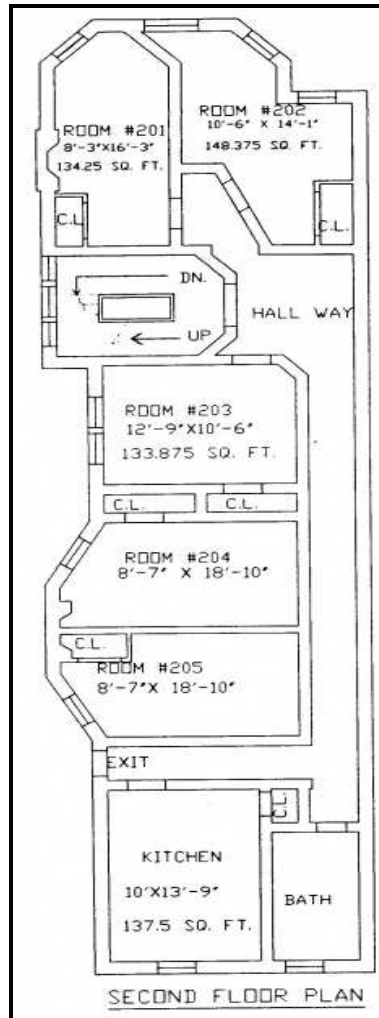 ROOM #201
8'-3"X16'-3"
134.25 SQ. FT.
C.L.
ROOM #202
10'-6" X 14'-1"
148.375 SQ. FT.
C.L.
DN.
UP
HALL WAY
ROOM #203
12'-9"X10'-6"
133.875 SQ. FT.
C.L.
C.L.
ROOM #204
8'-7" X 18'-10"
C.L.
ROOM #205
8'-7"X 18'-10"
EXIT
C.L.
KITCHEN
10'X13'-9"
137.5 SQ. FT.
BATH
SECOND FLOOR PLAN